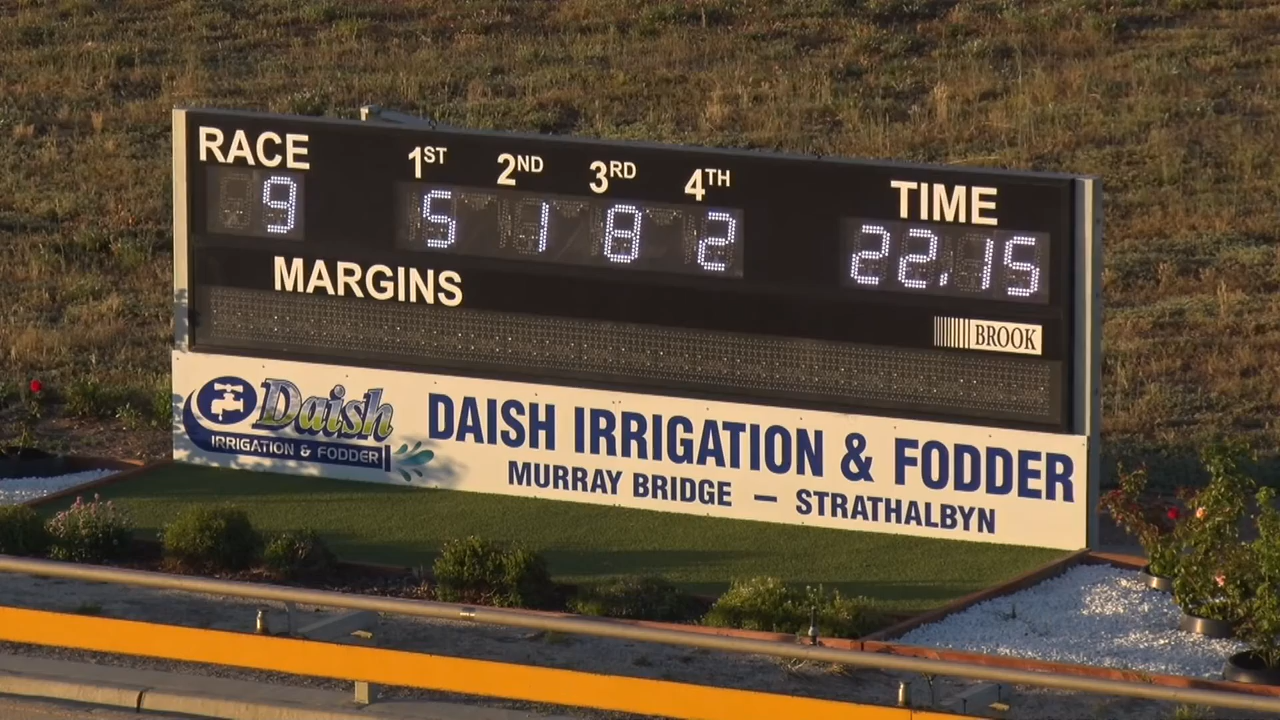 RACE 1ST 2ND 3RD 4TH TIME
9 5 1 8 2 22.15
MARGINS
BROOK
Daish
IRRIGATION & FODDER
DAISH IRRIGATION & FODDER
MURRAY BRIDGE – STRATHALBYN